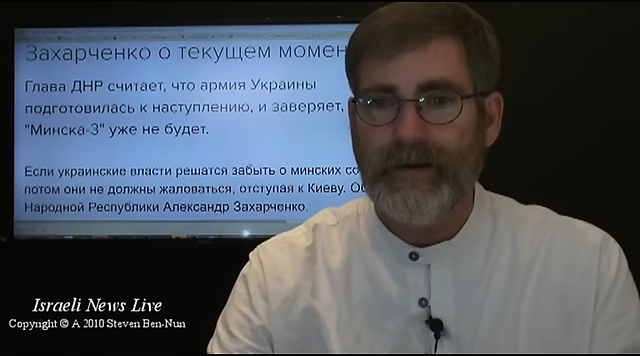 Захарченко о текущем момен
Глава ДНР считает, что армия Украины
подготовилась к наступлению, и заверяет,
"Минска-3" уже не будет.
Если украинские власти решатся забыть о минских со
потом они не должны жаловаться, отступая к Киеву. Об
Народной Республики Александр Захарченко.
Israeli News Live
Copyright © A 2010 Steven Ben-Nun